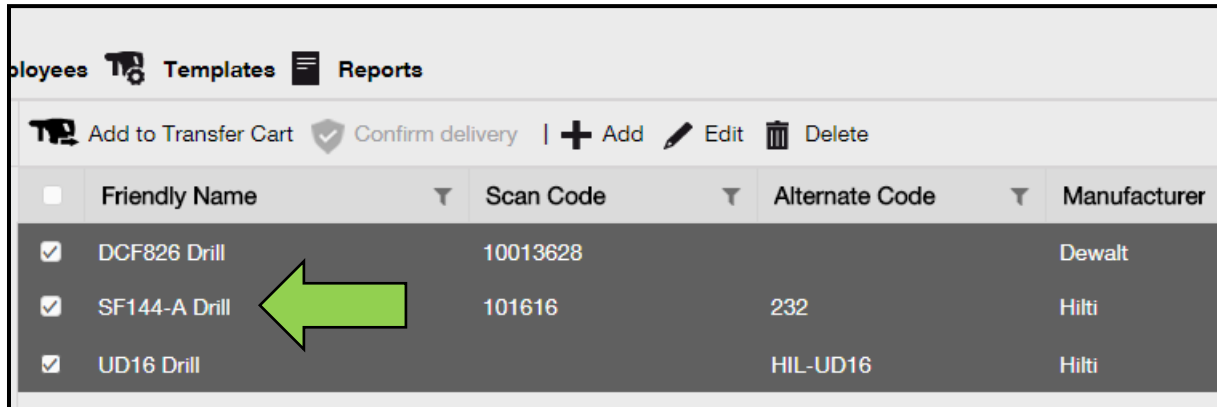 ployees Templates Reports
Add to Transfer Cart Confirm delivery | Add Edit Delete
Friendly Name Scan Code Alternate Code Manufacturer
DCF826 Drill 10013628 Dewalt
SF144-A Drill 101616 232 Hilti
UD16 Drill HIL-UD16 Hilti